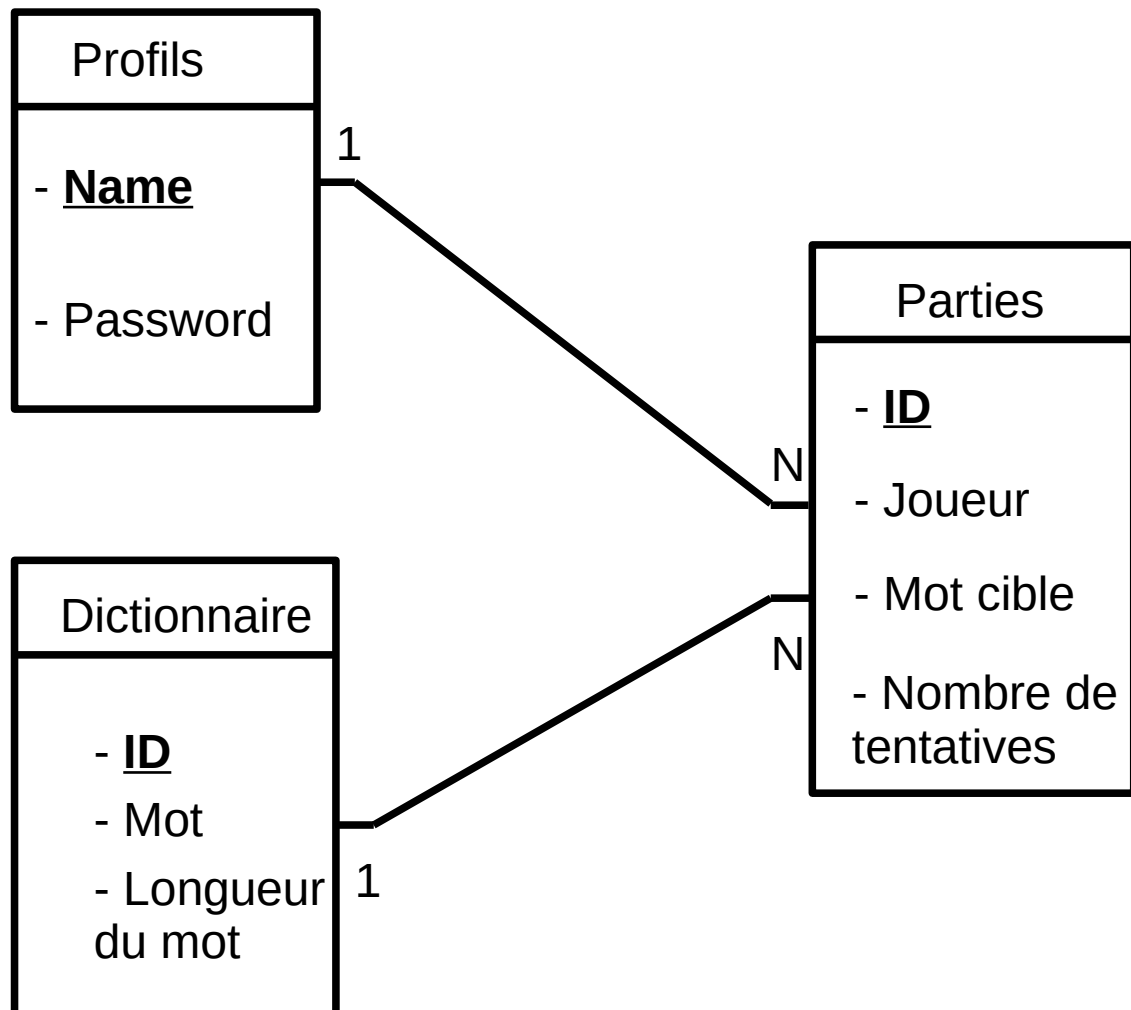 Profils
- Name
- Password
1
N
Parties
- ID
- Joueur
- Mot cible
- Nombre de
tentatives
N
Dictionnaire
- ID
- Mot
- Longueur
du mot
1